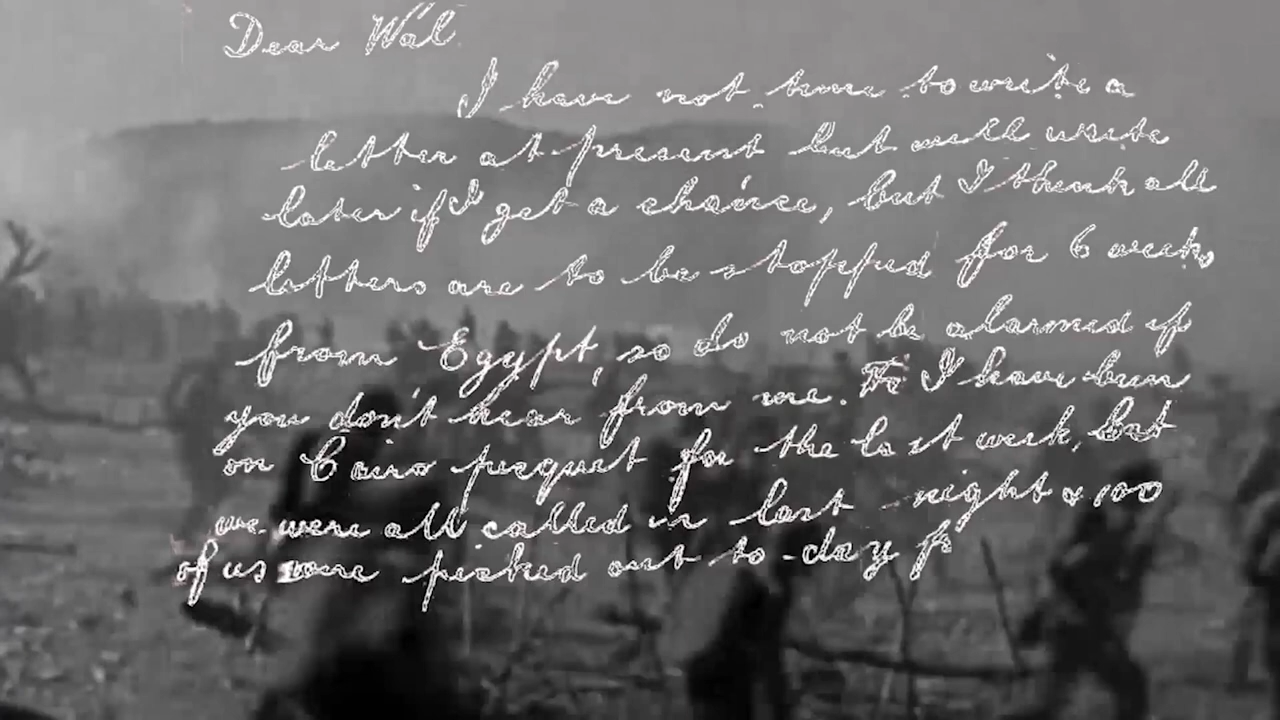 Dear Wal
I have not time to write a
letter at present but will write
later if I get a chance, but I think all
letters are to be stopped for 6 weeks
from Egypt, so do not be alarmed if
you don't hear from me. I have been
on Cairo picquet for the last week, but
we were all called in last night & 100
of us were picked out to-day